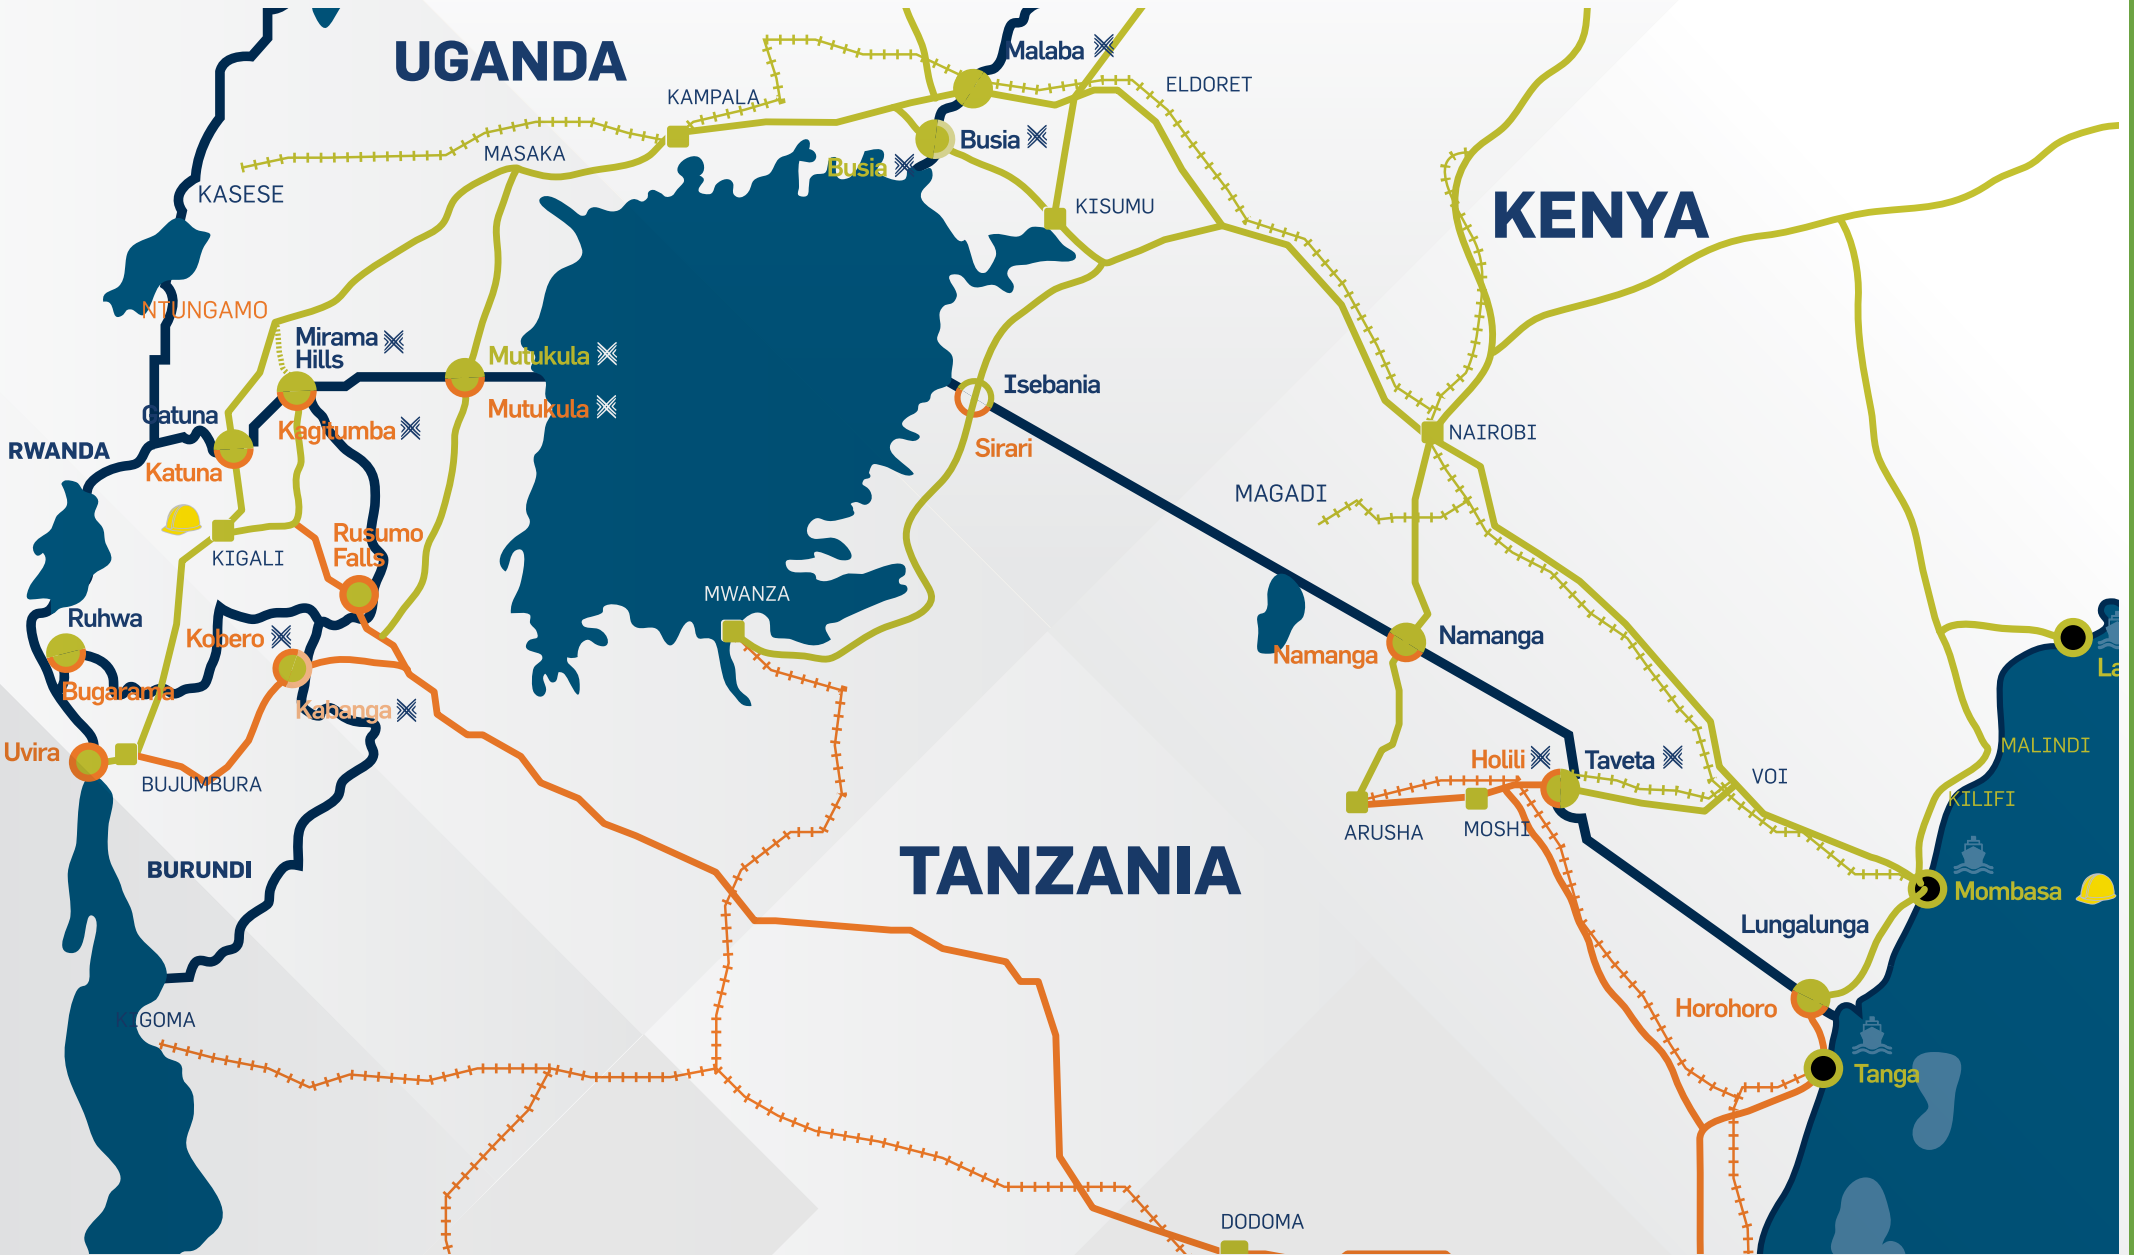 UGANDA
Malaba
ELDORET
KAMPALA
Busia
MASAKA
Busia
KASESE
KISUMU
KENYA
NTUNGAMO
Mirama
Hills
Mutukula
Isebania
Mutukula
Gatuna
Kagitumba
NAIROBI
RWANDA
Sirari
Katuna
MAGADI
Rusumo
Falls
KIGALI
MWANZA
Ruhwa
Kobero
Namanga
Namanga
La
Bugarama
Kabanga
MALINDI
Uvira
Holili
Taveta
VOI
BUJUMBURA
KILIFI
ARUSHA
MOSHI
BURUNDI
TANZANIA
Mombasa
Lungalunga
Horohoro
KIGOMA
Tanga
DODOMA